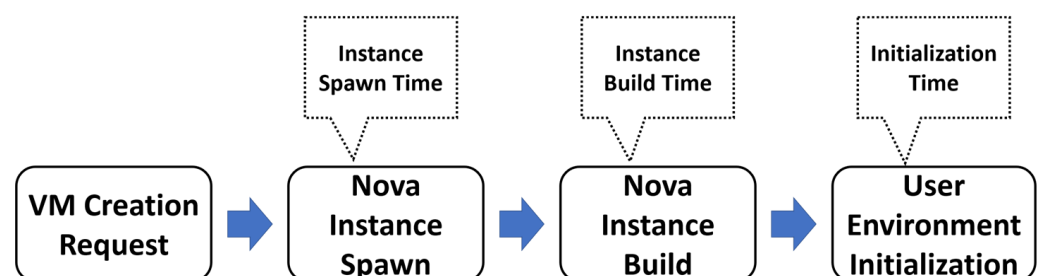 Instance
Spawn Time
Instance
Build Time
Initialization
Time
VM Creation
Request
Nova
Instance
Spawn
Nova
Instance
Build
User
Environment
Initialization